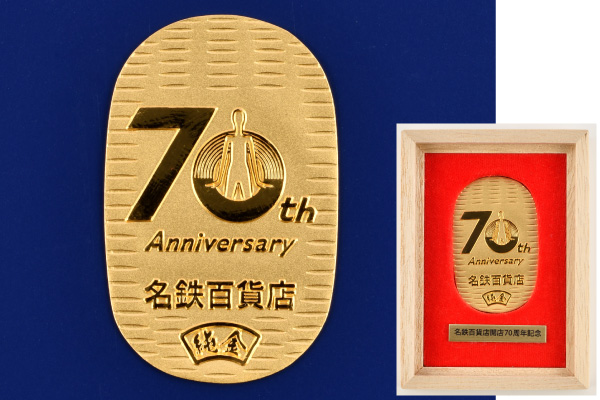 70th
Anniversary
名鉄百貨店
純金
70th
Anniversary
名鉄百貨店
純金
名鉄百貨店開店70周年記念